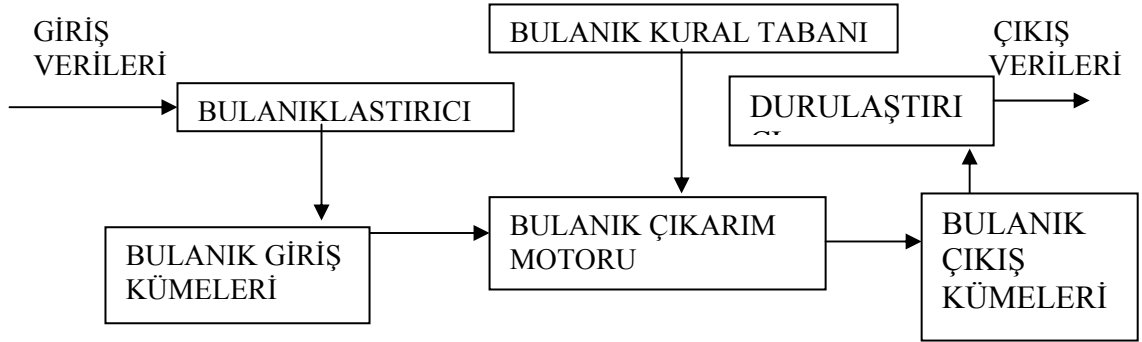 GİRİŞ
VERİLERİ
BULANIKLASTIRICI
BULANIK GİRİŞ
KÜMELERİ
BULANIK KURAL TABANI
BULANIK ÇIKARIM
MOTORU
BULANIK
ÇIKIŞ
KÜMELERİ
DURULAŞTIRI
ÇIKIŞ
VERİLERİ